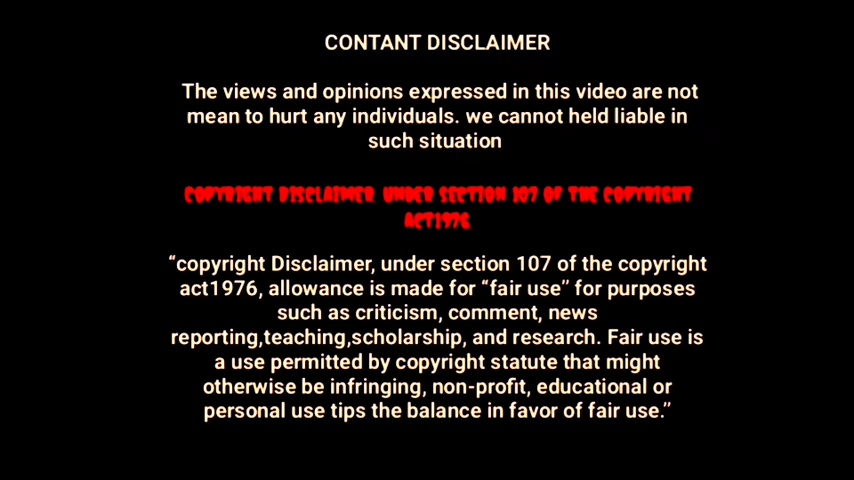 CONTANT DISCLAIMER
The views and opinions expressed in this video are not
mean to hurt any individuals. we cannot held liable in
such situation
COPYRIGHT DISCLAIMER UNDER SECTION 107 OF THE COPYRIGHT
ACT1976
“copyright Disclaimer, under section 107 of the copyright
act1976, allowance is made for “fair use” for purposes
such as criticism, comment, news
reporting,teaching,scholarship, and research. Fair use is
a use permitted by copyright statute that might
otherwise be infringing, non-profit, educational or
personal use tips the balance in favor of fair use.”